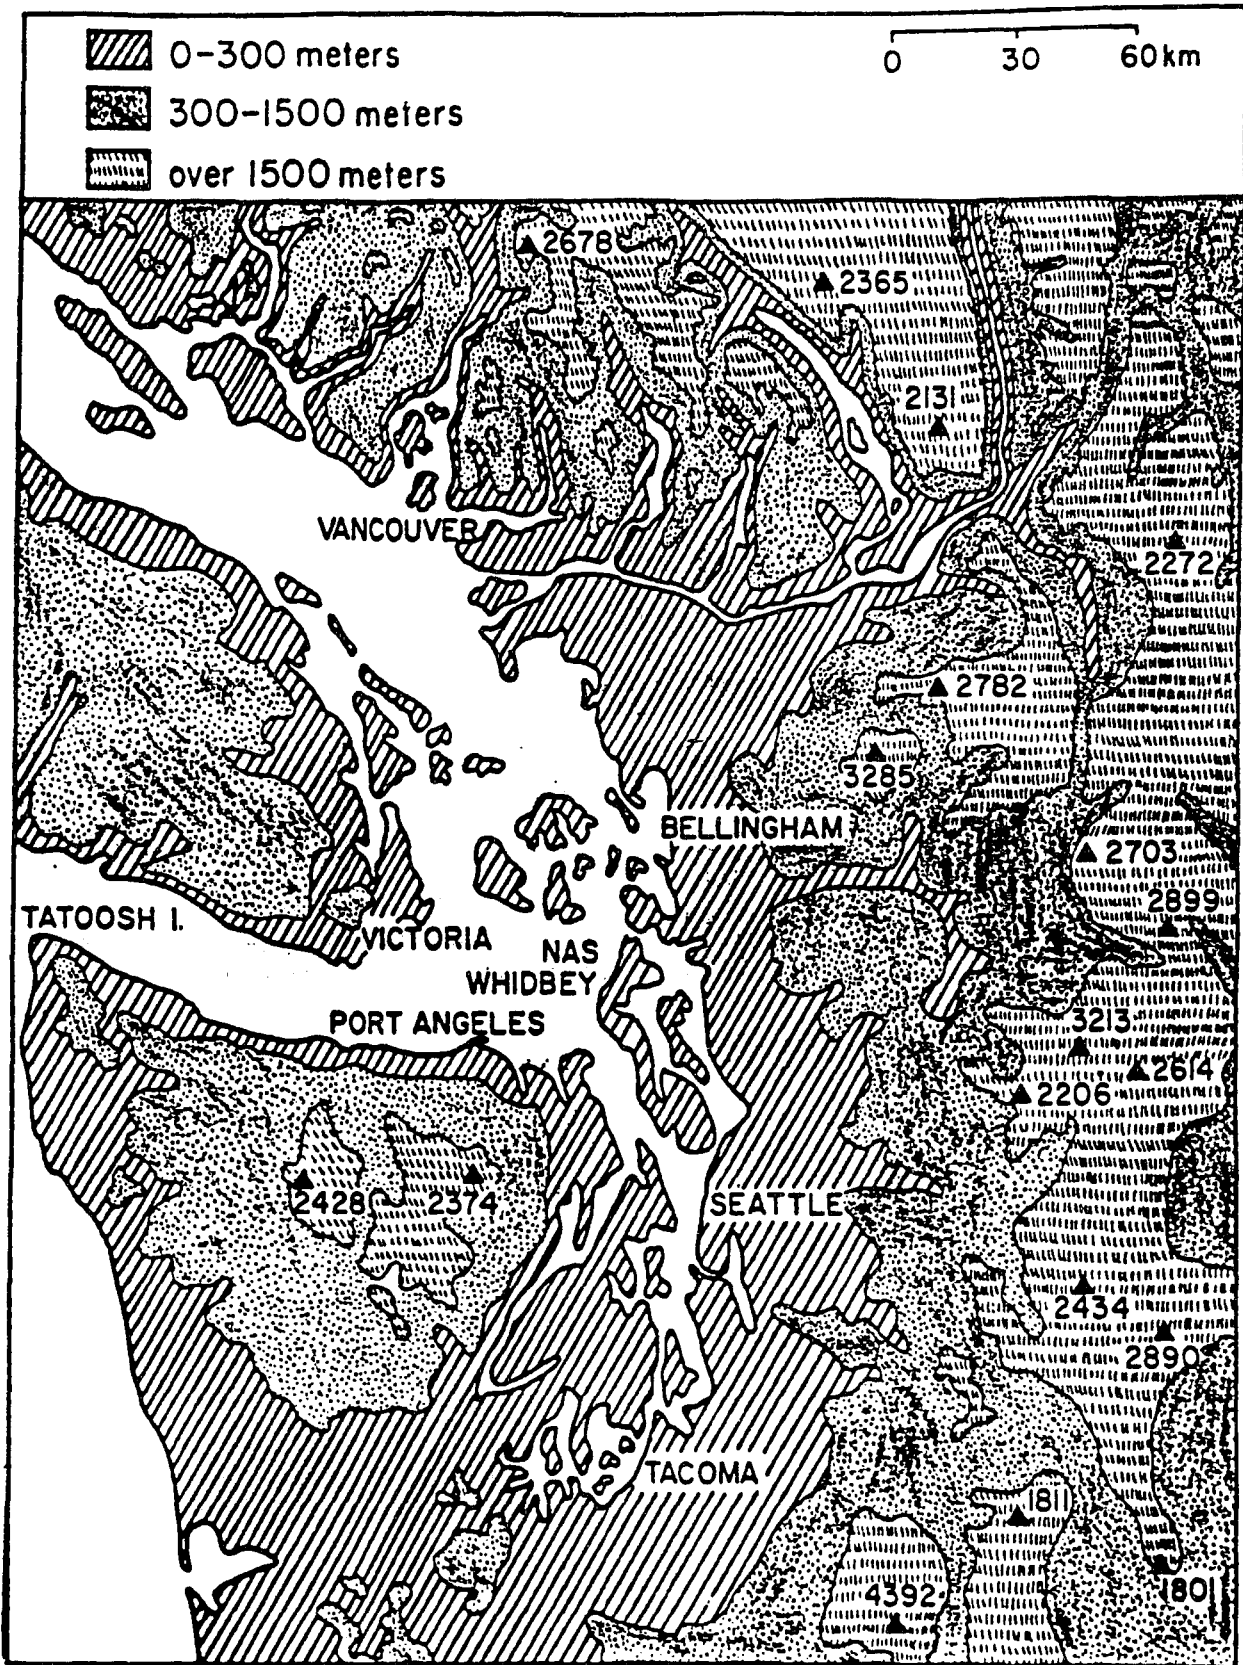 0-300 meters
300-1500 meters
over 1500 meters
0 30 60 km
2678
2365
2131
VANCOUVER
2272
2782
3285
BELLINGHAM
2703
2899
TATOOSH I.
VICTORIA
NAS
WHIDBEY
PORT ANGELES
3213
2614
2206
2428
2374
SEATTLE
2434
2890
TACOMA
1811
1801
4392